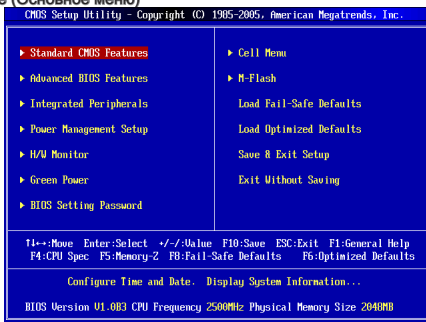 е (Основное меню)
CMOS Setup Utility - Copyright (C) 1985-2005, American Megatrends, Inc.
▶ Standard CMOS Features
▶ Advanced BIOS Features
▶ Integrated Peripherals
▶ Power Management Setup
▶ H/W Monitor
▶ Green Power
▶ BIOS Setting Password
▶ Cell Menu
▶ M-Flash
Load Fail-Safe Defaults
Load Optimized Defaults
Save & Exit Setup
Exit Without Saving
↑↓←→:Move Enter:Select +/-/:Value F10:Save ESC:Exit F1:General Help
F4:CPU Spec F5:Memory-Z F8:Fail-Safe Defaults F6:Optimized Defaults
Configure Time and Date. Display System Information...
BIOS Version V1.0B3 CPU Frequency 2500MHz Physical Memory Size 2048MB